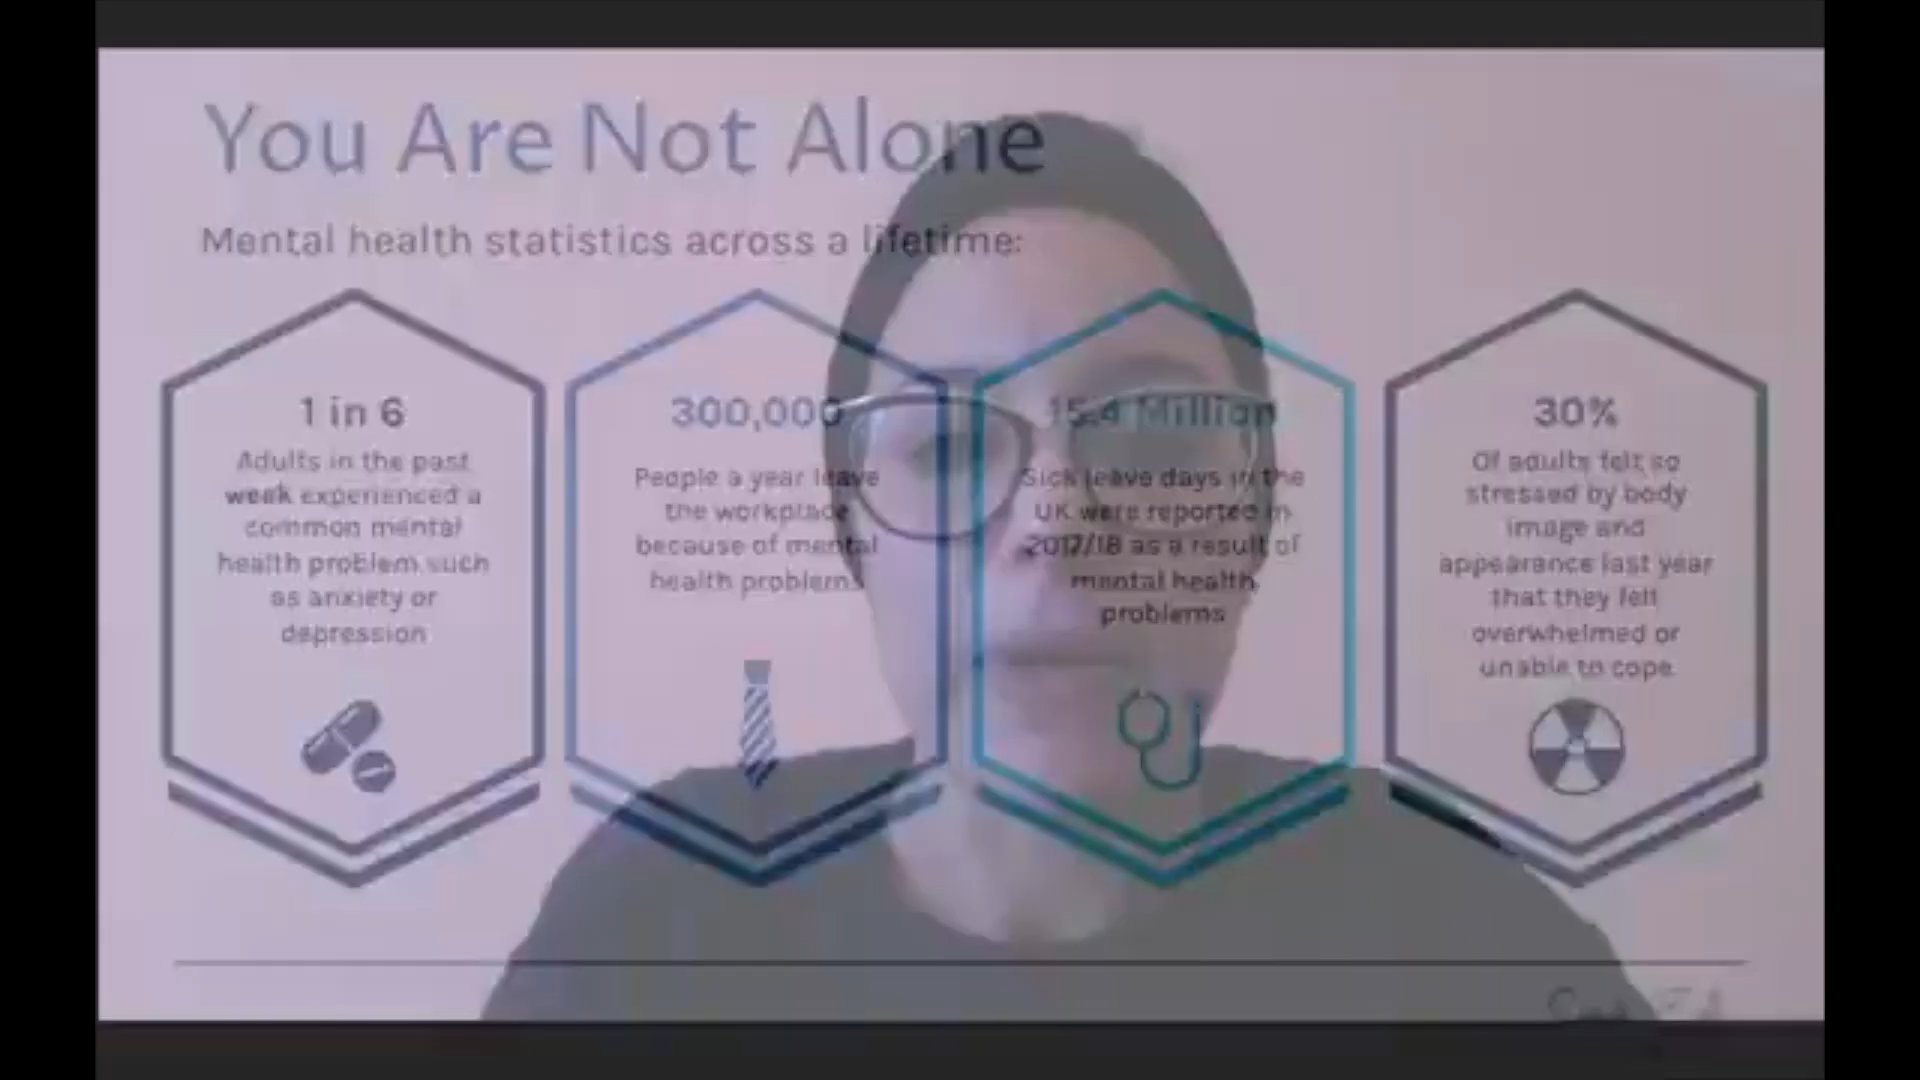 You Are Not Alone
Mental health statistics across a lifetime:
1 in 6
Adults in the past
week experienced a
common mental
health problem such
as anxiety or
depression
300,000
People a year leave
the workplace
because of mental
health problems
15.4 Million
Sick leave days in the
UK were reported in
2017/18 as a result of
mental health
problems
30%
Of adults felt so
stressed by body
image and
appearance last year
that they felt
overwhelmed or
unable to cope